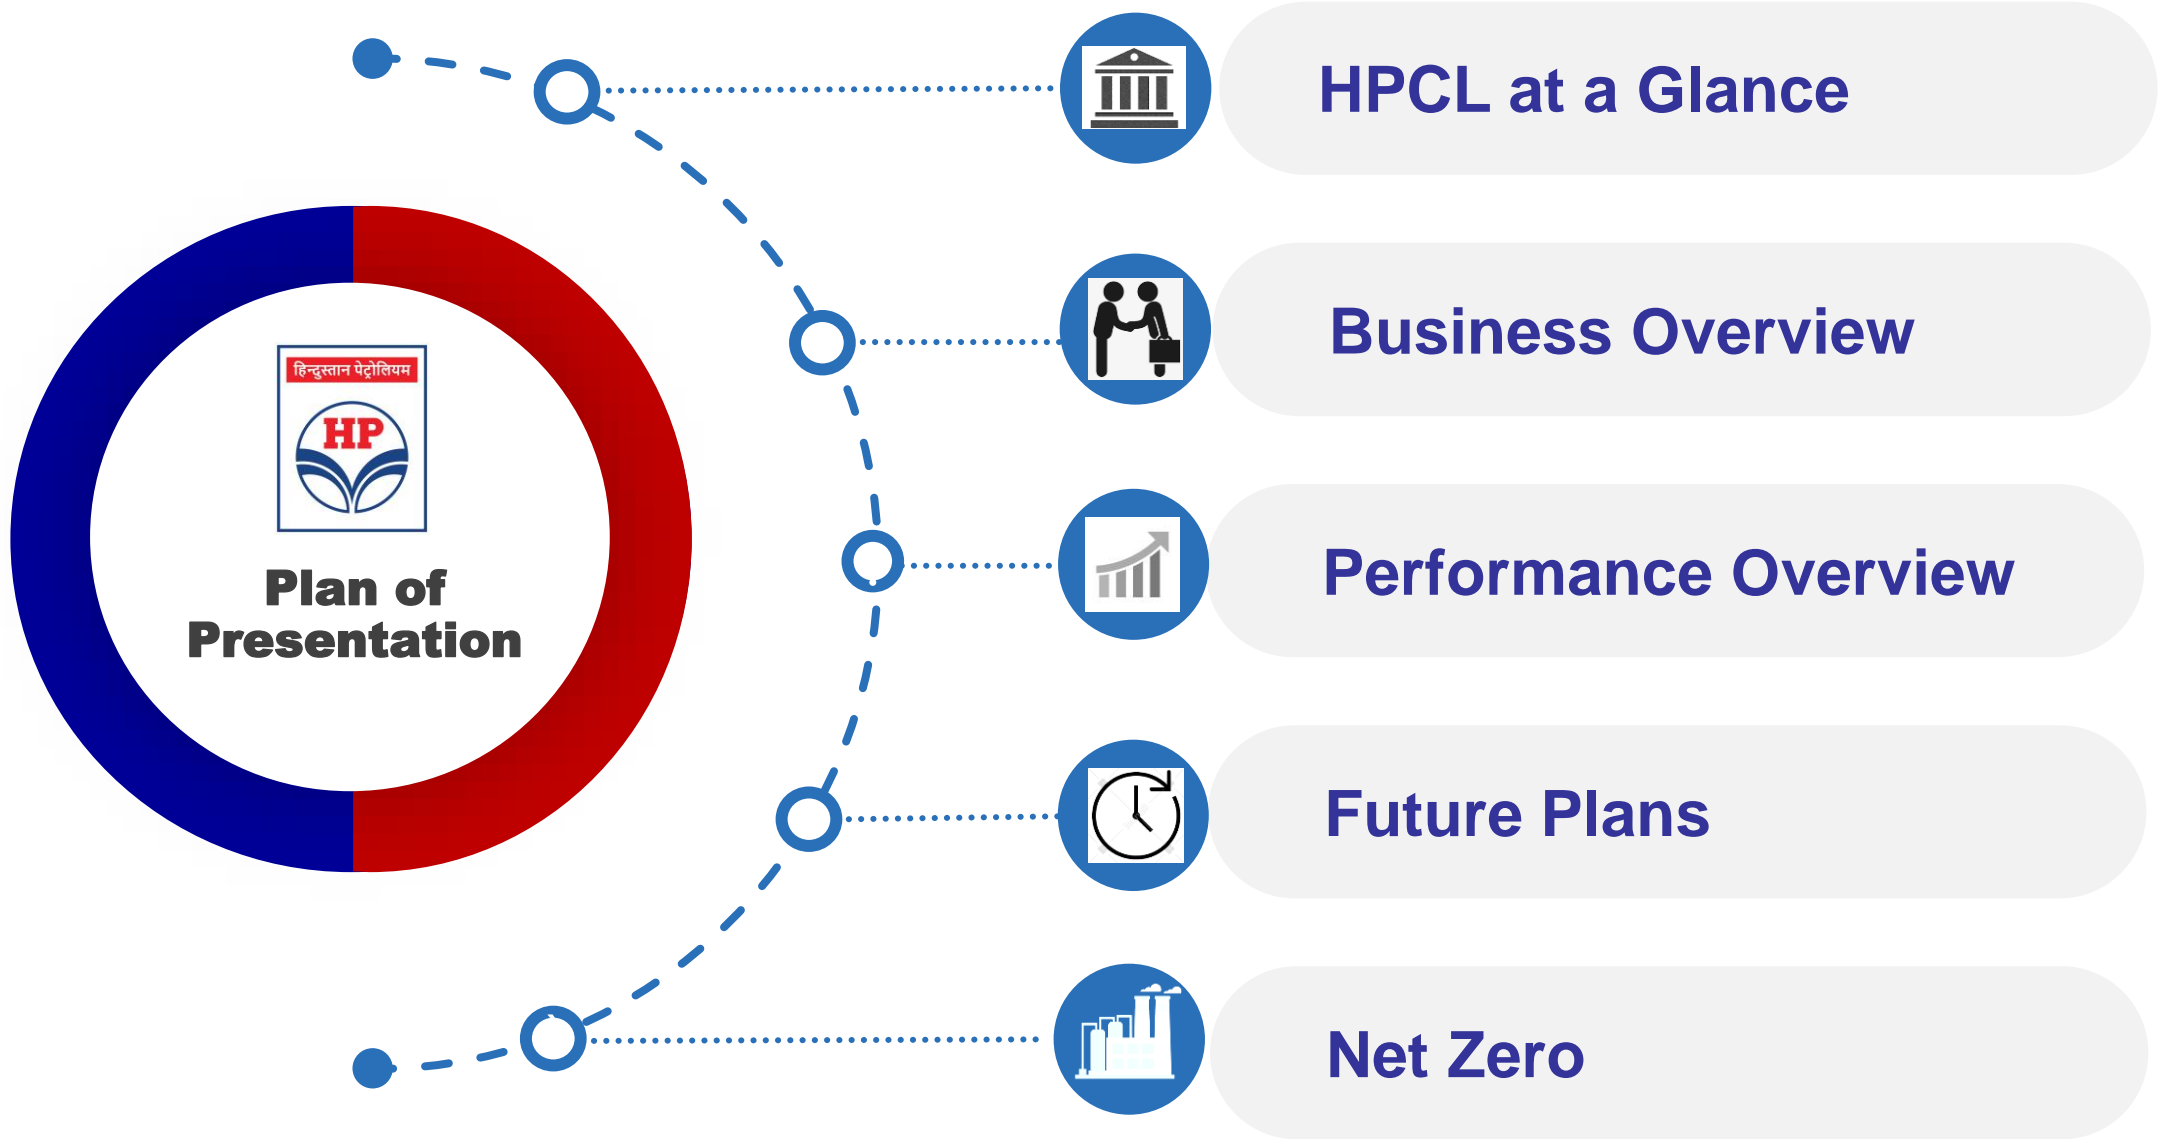 हिन्दुस्तान पेट्रोलियम
HP
Plan of
Presentation
HPCL at a Glance
Business Overview
Performance Overview
Future Plans
Net Zero